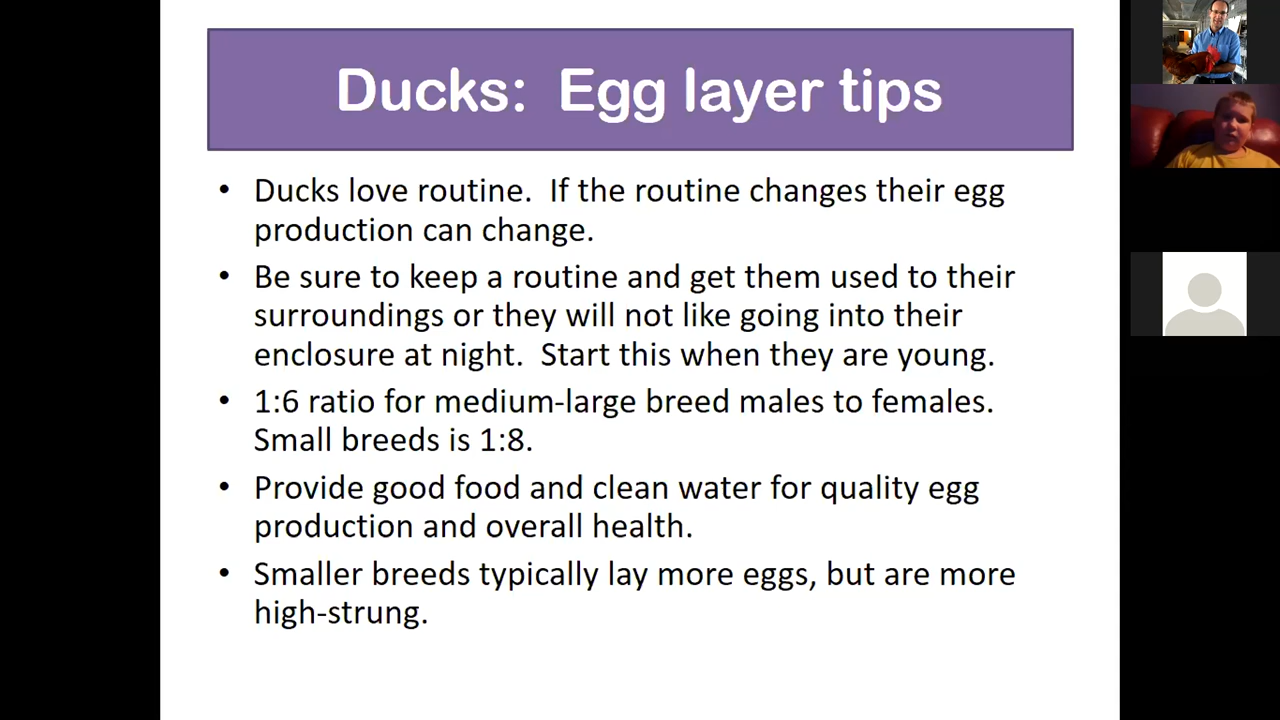 Ducks:  Egg layer tips
• Ducks love routine.  If the routine changes their egg
production can change.
• Be sure to keep a routine and get them used to their
surroundings or they will not like going into their
enclosure at night.  Start this when they are young.
• 1:6 ratio for medium-large breed males to females.
Small breeds is 1:8.
• Provide good food and clean water for quality egg
production and overall health.
• Smaller breeds typically lay more eggs, but are more
high-strung.